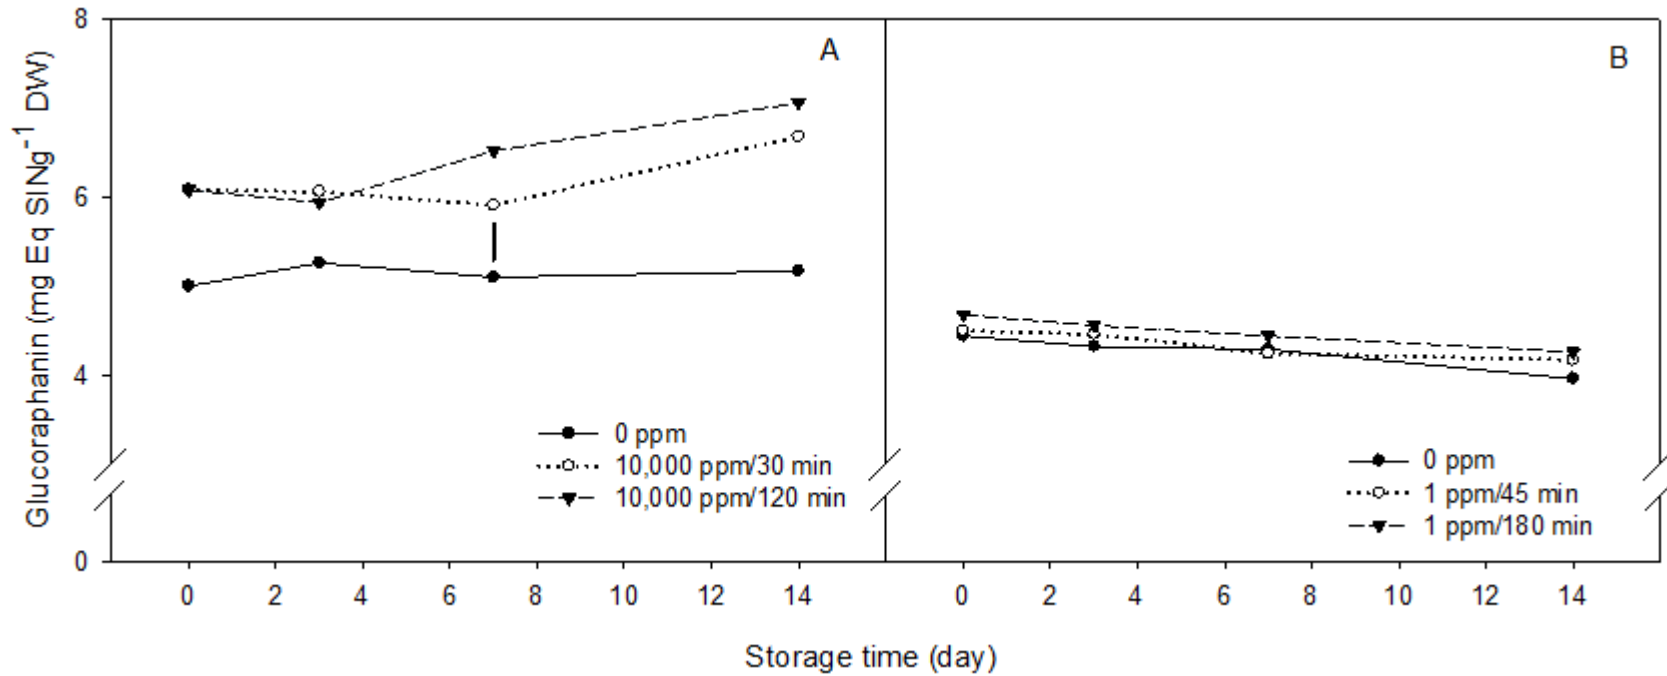 Glucoraphanin (mg Eq SINg⁻¹ DW)
8
6
4
0
A
0 ppm
10,000 ppm/30 min
10,000 ppm/120 min
0 2 4 6 8 10 12 14
B
0 ppm
1 ppm/45 min
1 ppm/180 min
0 2 4 6 8 10 12 14
Storage time (day)